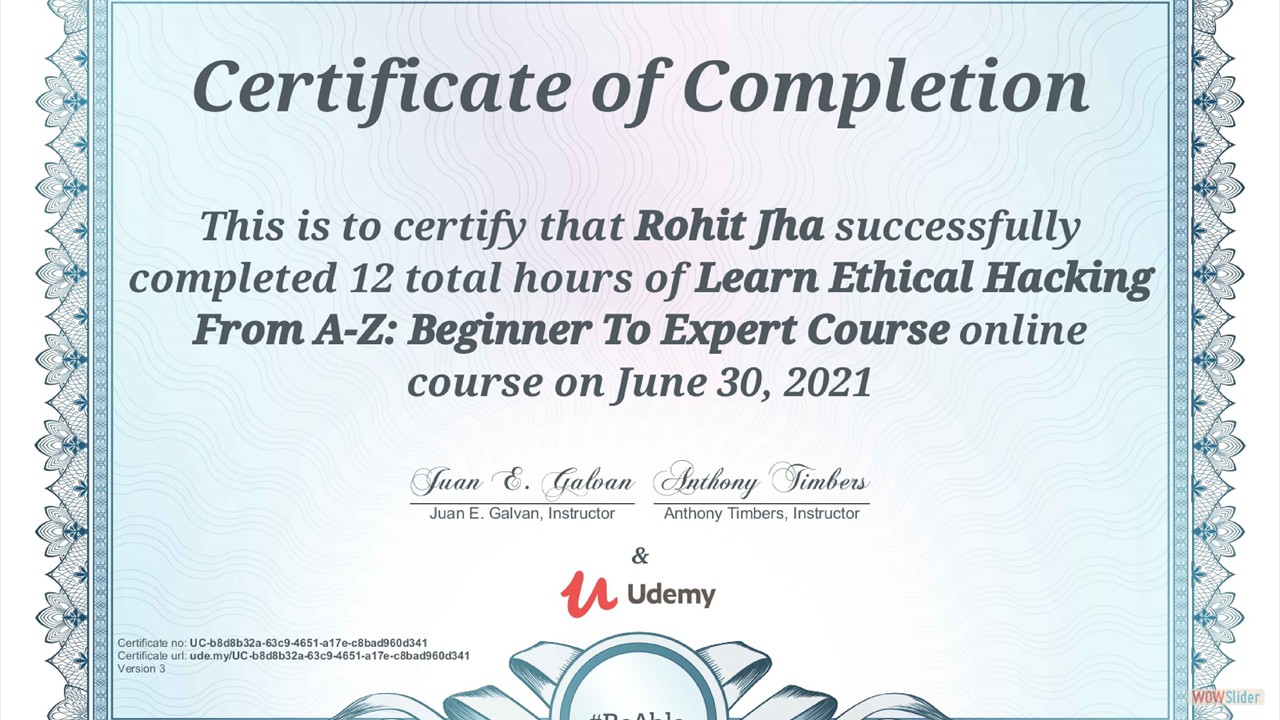 Certificate of Completion
This is to certify that Rohit Jha successfully
completed 12 total hours of Learn Ethical Hacking
From A-Z: Beginner To Expert Course online
course on June 30, 2021
Juan E. Galvan Anthony Timbers
Juan E. Galvan, Instructor Anthony Timbers, Instructor
&
Udemy
Certificate no: UC-b8d8b32a-63c9-4651-a17e-c8bad960d341
Certificate url: ude.my/UC-b8d8b32a-63c9-4651-a17e-c8bad960d341
Version 3
WOWSlider